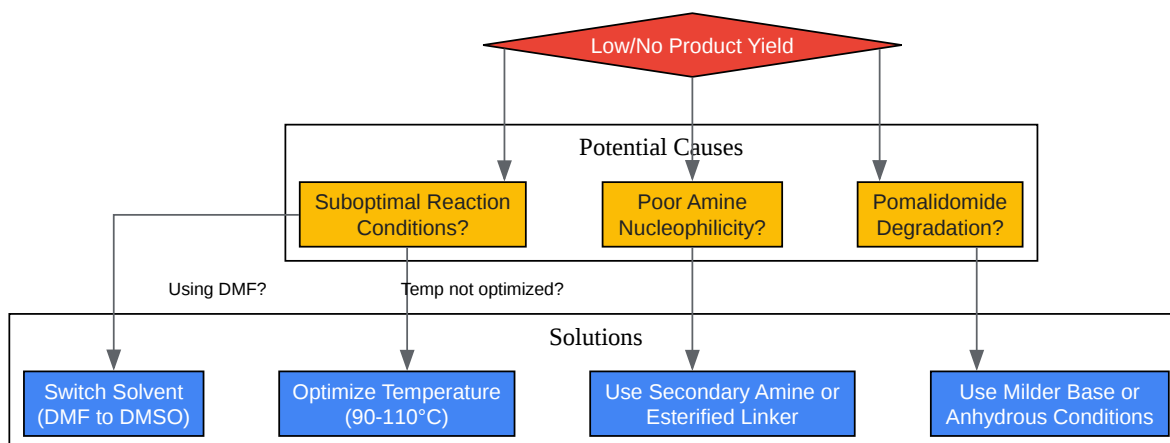 Low/No Product Yield
Potential Causes
Suboptimal Reaction
Conditions?
Poor Amine
Nucleophilicity?
Pomalidomide
Degradation?
Using DMF?
Temp not optimized?
Solutions
Switch Solvent
(DMF to DMSO)
Optimize Temperature
(90-110°C)
Use Secondary Amine or
Esterified Linker
Use Milder Base or
Anhydrous Conditions